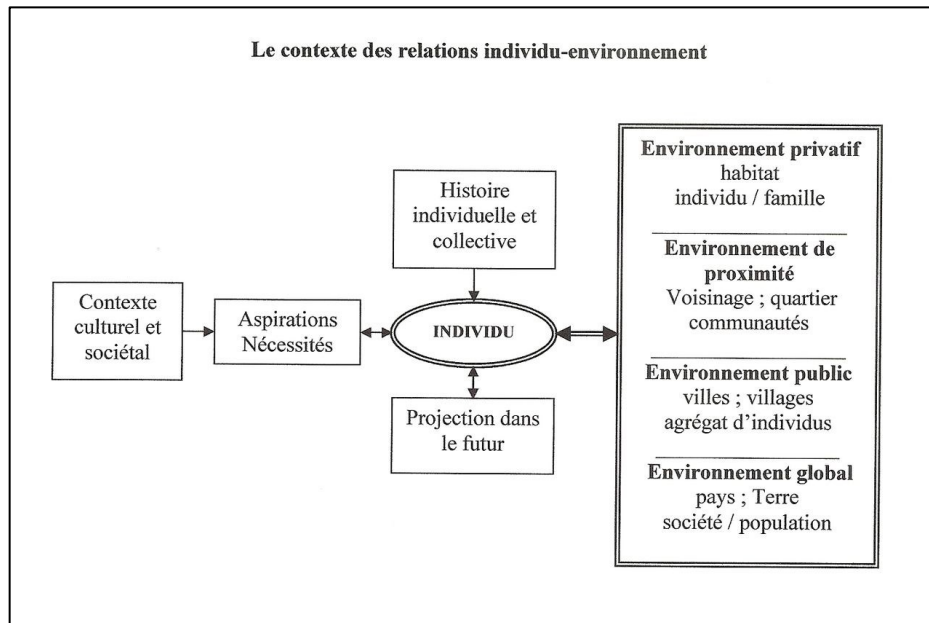 Le contexte des relations individu-environnement
Histoire
individuelle et
collective
Contexte
culturel et
sociétal
Aspirations
Nécessités
INDIVIDU
Projection dans
le futur
Environnement privatif
habitat
individu / famille
Environnement de
proximité
Voisinage ; quartier
communautés
Environnement public
villes ; villages
agrégat d'individus
Environnement global
pays ; Terre
société / population